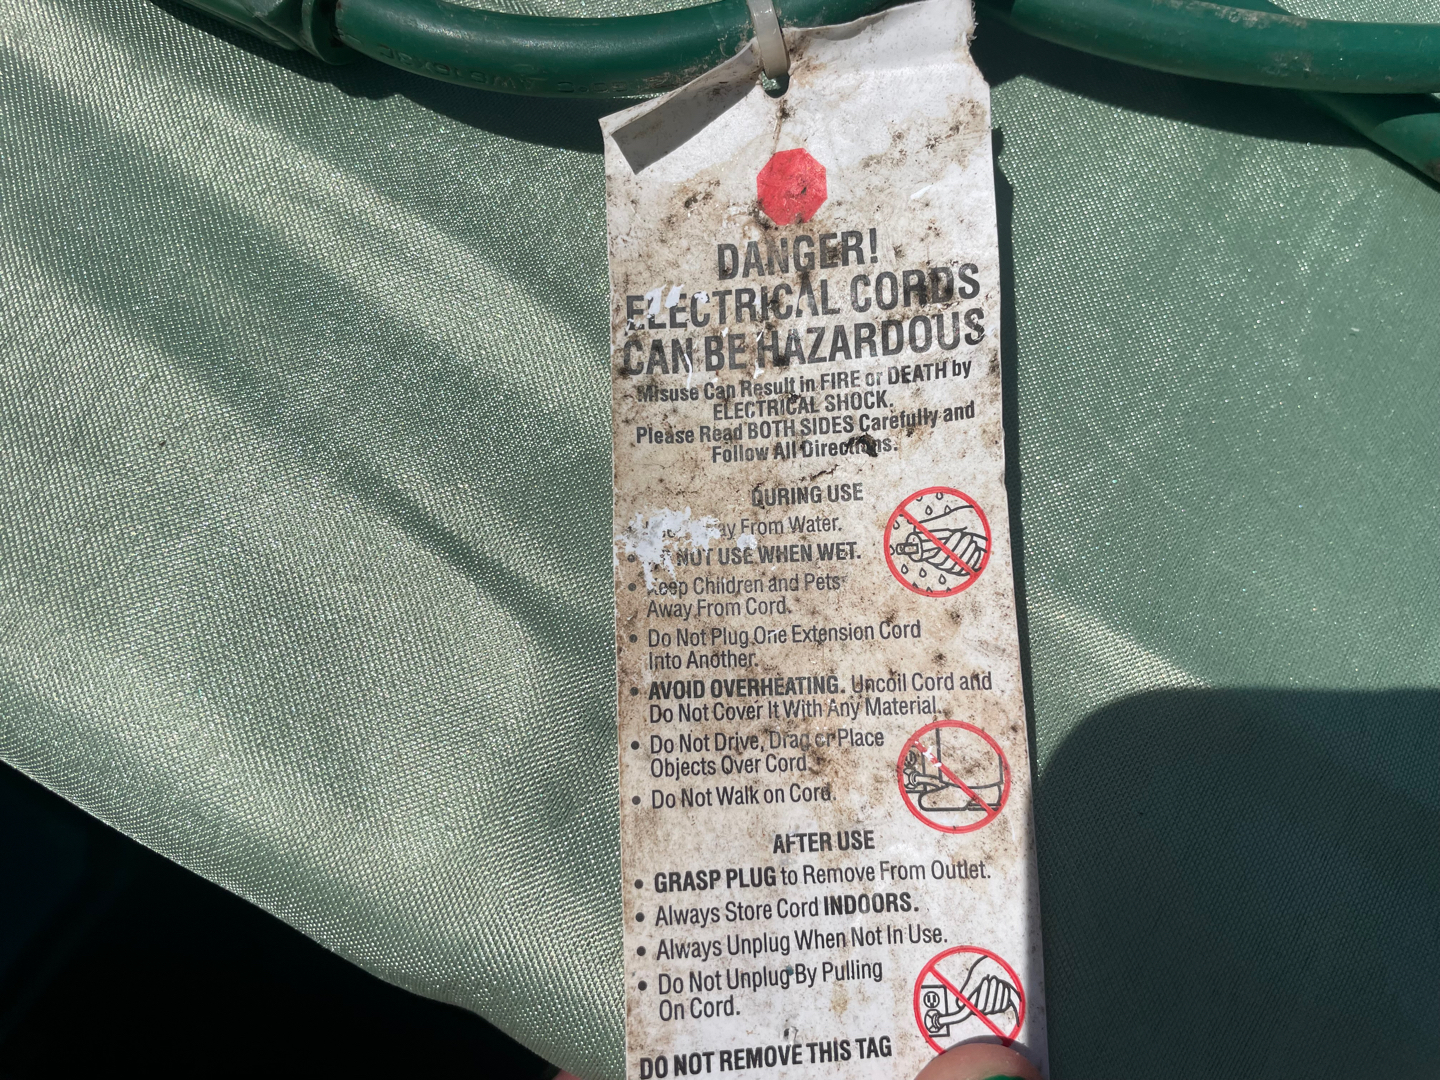 DANGER!
ELECTRICAL CORDS
CAN BE HAZARDOUS
Misuse Can Result in FIRE or DEATH by
ELECTRICAL SHOCK.
Please Read BOTH SIDES Carefully and
Follow All Directions.
DURING USE
From Water.
NOT USE WHEN WET.
• Keep Children and Pets
Away From Cord.
• Do Not Plug One Extension Cord
Into Another.
• AVOID OVERHEATING. Uncoil Cord and
Do Not Cover It With Any Material.
• Do Not Drive, Drag or Place
Objects Over Cord.
• Do Not Walk on Cord.
AFTER USE
• GRASP PLUG to Remove From Outlet.
• Always Store Cord INDOORS.
• Always Unplug When Not In Use.
• Do Not Unplug By Pulling
On Cord.
DO NOT REMOVE THIS TAG